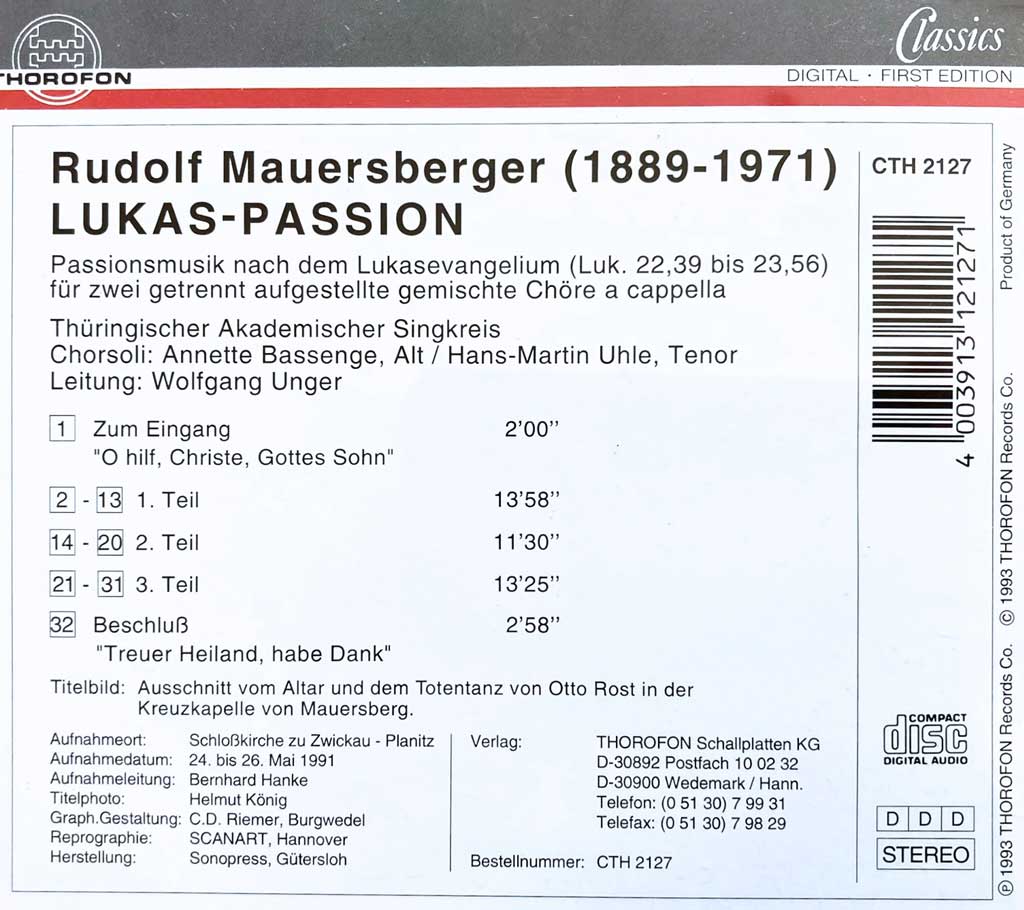 THOROFON
Classics
DIGITAL · FIRST EDITION
Rudolf Mauersberger (1889-1971)
LUKAS-PASSION
Passionsmusik nach dem Lukasevangelium (Luk. 22,39 bis 23,56)
für zwei getrennt aufgestellte gemischte Chöre a cappella
Thüringischer Akademischer Singkreis
Chorsoli: Annette Bassenge, Alt / Hans-Martin Uhle, Tenor
Leitung: Wolfgang Unger
1 Zum Eingang 2'00''
"O hilf, Christe, Gottes Sohn"
2 - 13 1. Teil 13'58''
14 - 20 2. Teil 11'30''
21 - 31 3. Teil 13'25''
32 Beschluß 2'58''
"Treuer Heiland, habe Dank"
Titelbild: Ausschnitt vom Altar und dem Totentanz von Otto Rost in der
Kreuzkapelle von Mauersberg.
Aufnahmeort: Schloßkirche zu Zwickau - Planitz
Aufnahmedatum: 24. bis 26. Mai 1991
Aufnahmeleitung: Bernhard Hanke
Titelphoto: Helmut König
Graph.Gestaltung: C.D. Riemer, Burgwedel
Reprographie: SCANART, Hannover
Herstellung: Sonopress, Gütersloh
Verlag: THOROFON Schallplatten KG
D-30892 Postfach 10 02 32
D-30900 Wedemark / Hann.
Telefon: (0 51 30) 7 99 31
Telefax: (0 51 30) 7 98 29
Bestellnummer: CTH 2127
CTH 2127
4 003913 121271
COMPACT
disc
DIGITAL AUDIO
D D D
STEREO
Ⓟ 1993 THOROFON Records Co. © 1993 THOROFON Records Co. Product of Germany